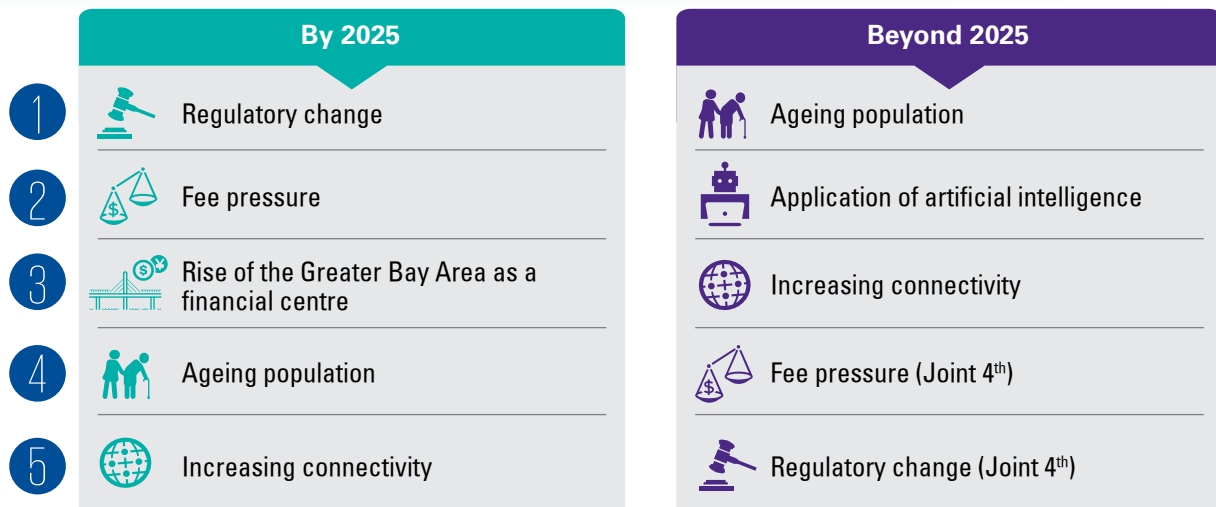 By 2025
Beyond 2025
1
Regulatory change
Ageing population
2
Fee pressure
Application of artificial intelligence
3
Rise of the Greater Bay Area as a
financial centre
$ ¥
Increasing connectivity
4
Ageing population
Fee pressure (Joint 4th)
5
Increasing connectivity
Regulatory change (Joint 4th)
$
$